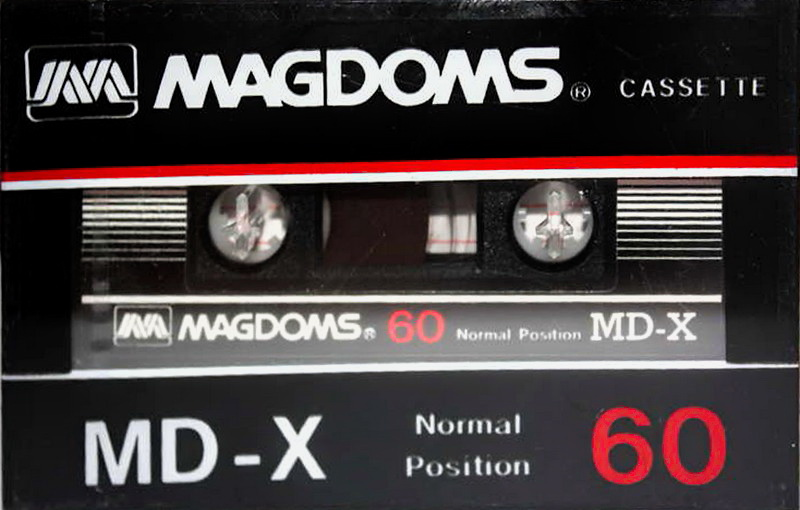 MAGDOMS® CASSETTE
MAGDOMS® 60 Normal Position MD-X
MD-X Normal Position 60